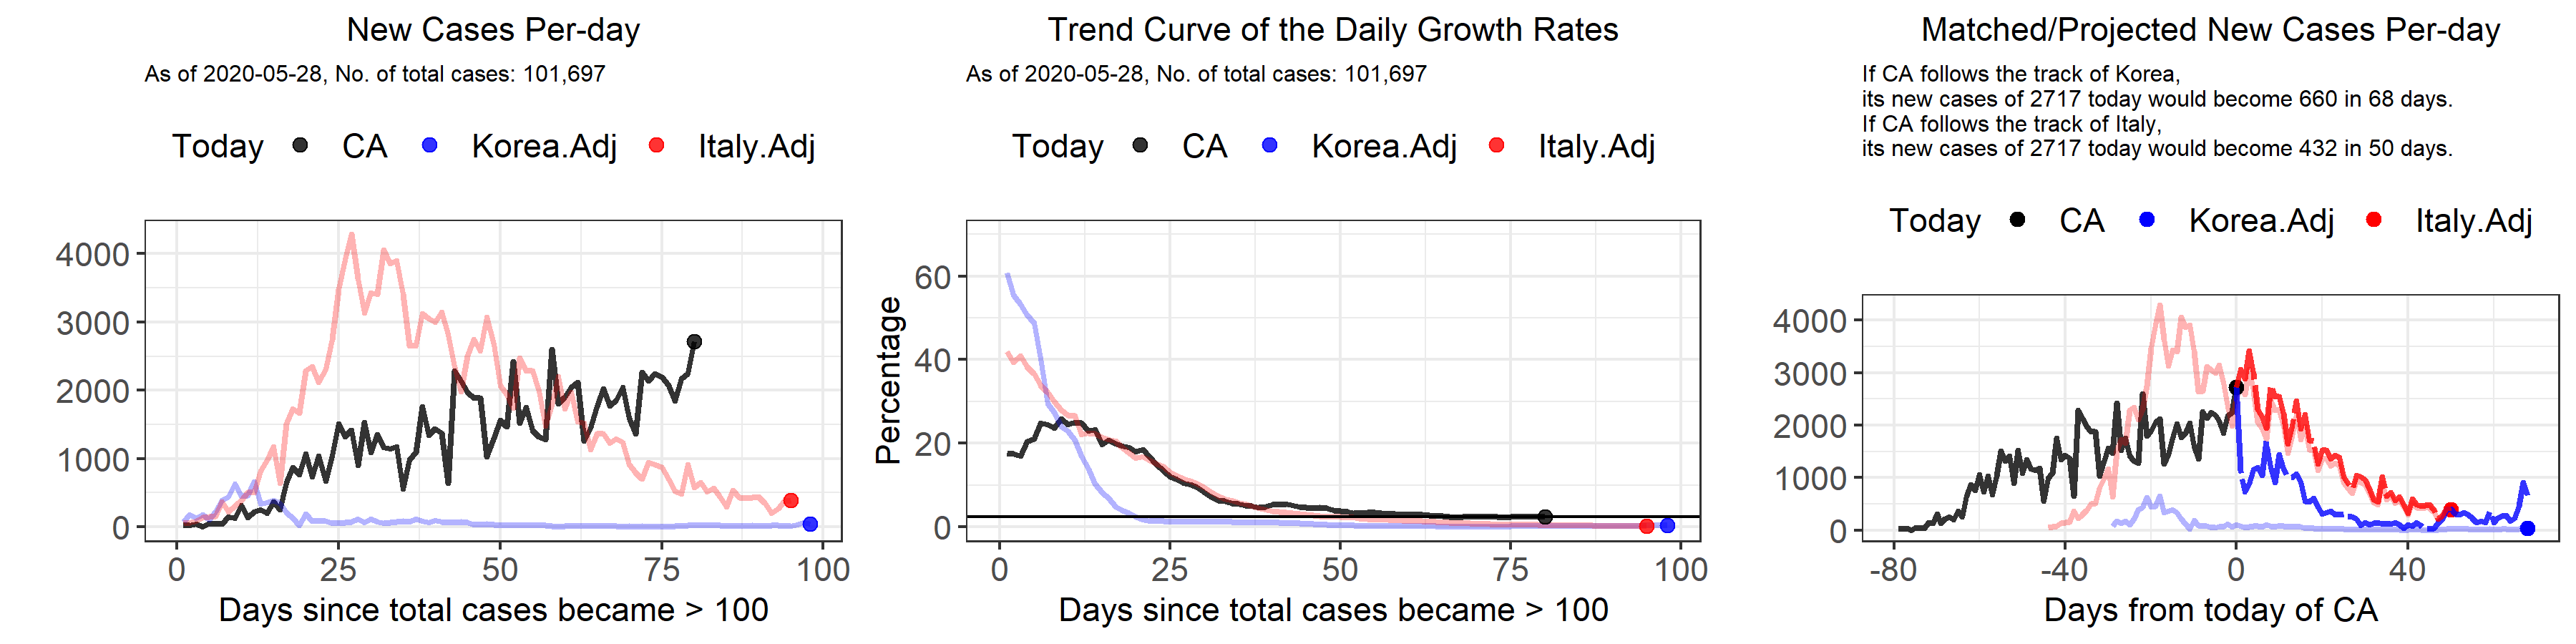 New Cases Per-day
As of 2020-05-28, No. of total cases: 101,697
Today CA Korea.Adj Italy.Adj
4000
3000
2000
1000
0
0 25 50 75 100
Days since total cases became > 100
Trend Curve of the Daily Growth Rates
As of 2020-05-28, No. of total cases: 101,697
Today CA Korea.Adj Italy.Adj
Percentage
60
40
20
0
0 25 50 75 100
Days since total cases became > 100
Matched/Projected New Cases Per-day
If CA follows the track of Korea,
its new cases of 2717 today would become 660 in 68 days.
If CA follows the track of Italy,
its new cases of 2717 today would become 432 in 50 days.
Today CA Korea.Adj Italy.Adj
4000
3000
2000
1000
0
-80 -40 0 40
Days from today of CA